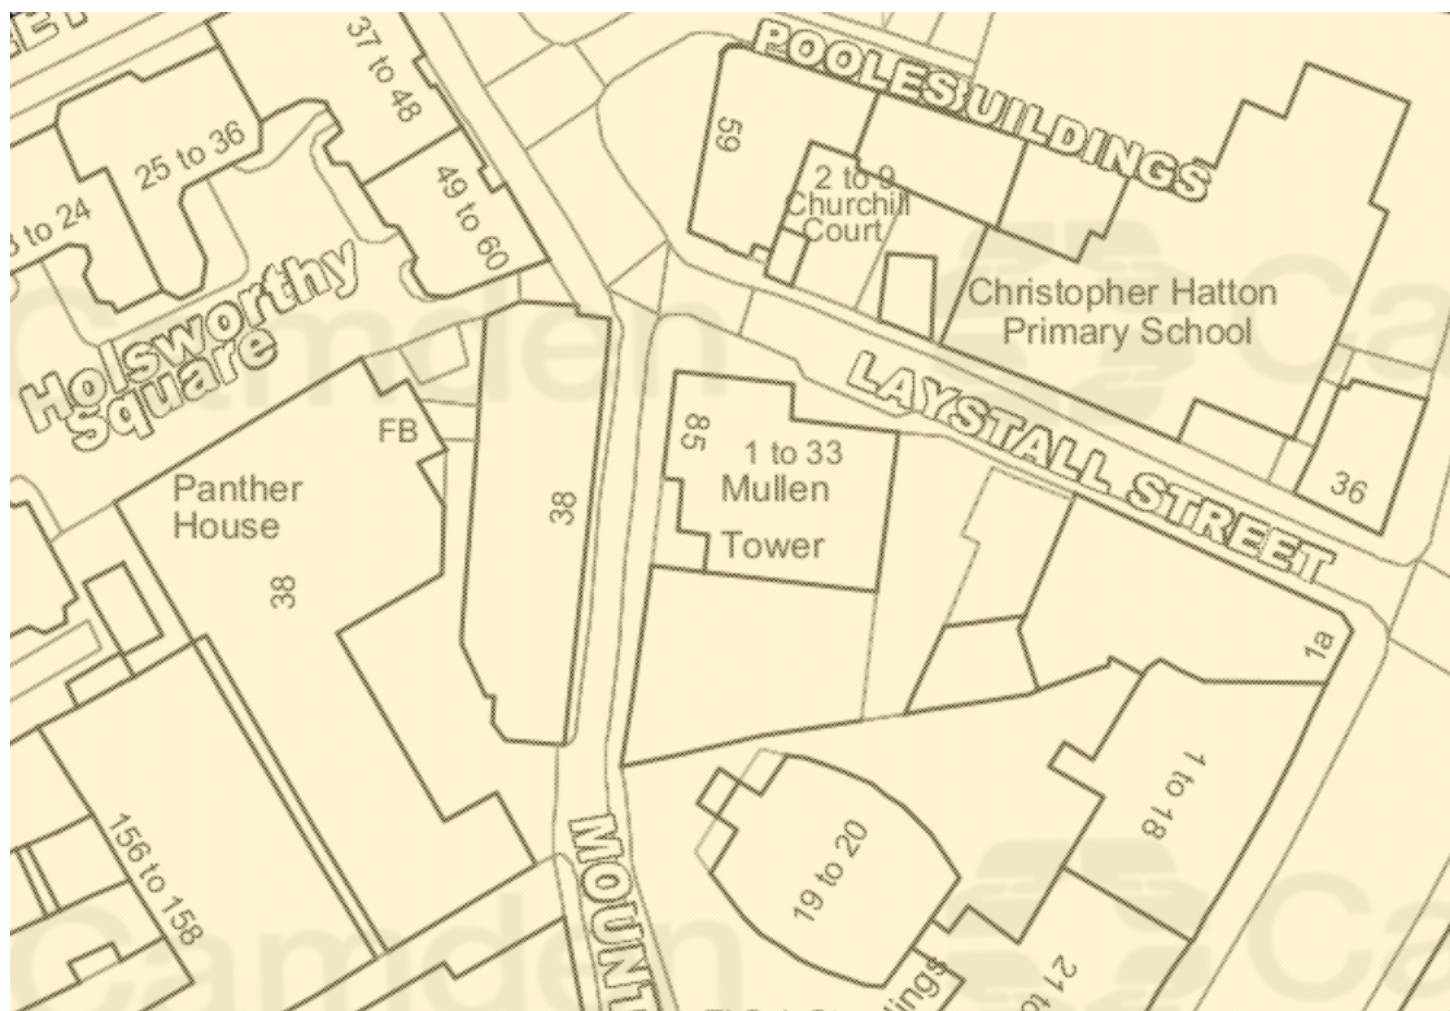 37 to 48
POOLES BUILDINGS
25 to 36
59
49 to 60
2 to 9
Churchill
Court
to 24
Holsworthy
Square
Christopher Hatton
Primary School
LAYSTALL STREET
FB
85
1 to 33
Mullen
Tower
36
Panther
House
38
38
1a
1 to 18
156 to 158
19 to 20
MOUNT
21 to
Camden
Camden
Ca
Ca